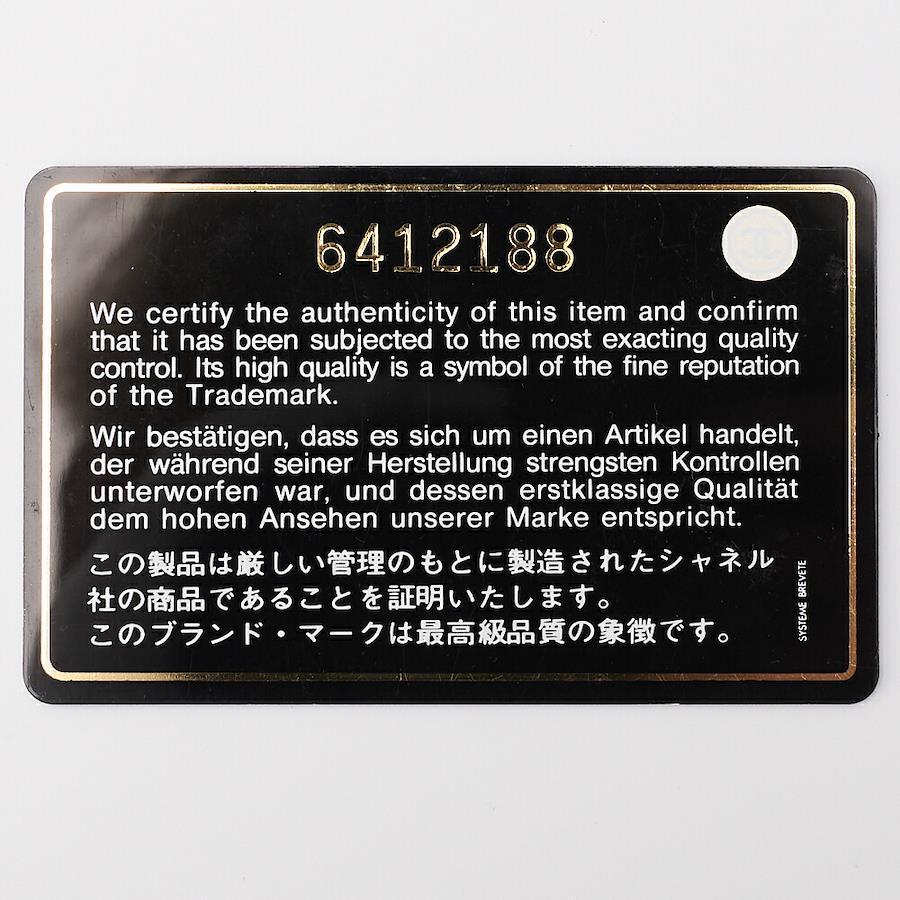 6412188
We certify the authenticity of this item and confirm
that it has been subjected to the most exacting quality
control. Its high quality is a symbol of the fine reputation
of the Trademark.
Wir bestätigen, dass es sich um einen Artikel handelt,
der während seiner Herstellung strengsten Kontrollen
unterworfen war, und dessen erstklassige Qualität
dem hohen Ansehen unserer Marke entspricht.
この製品は厳しい管理のもとに製造されたシャネル
社の商品であることを証明いたします。
このブランド・マークは最高級品質の象徴です。
SYSTEME BREVETE